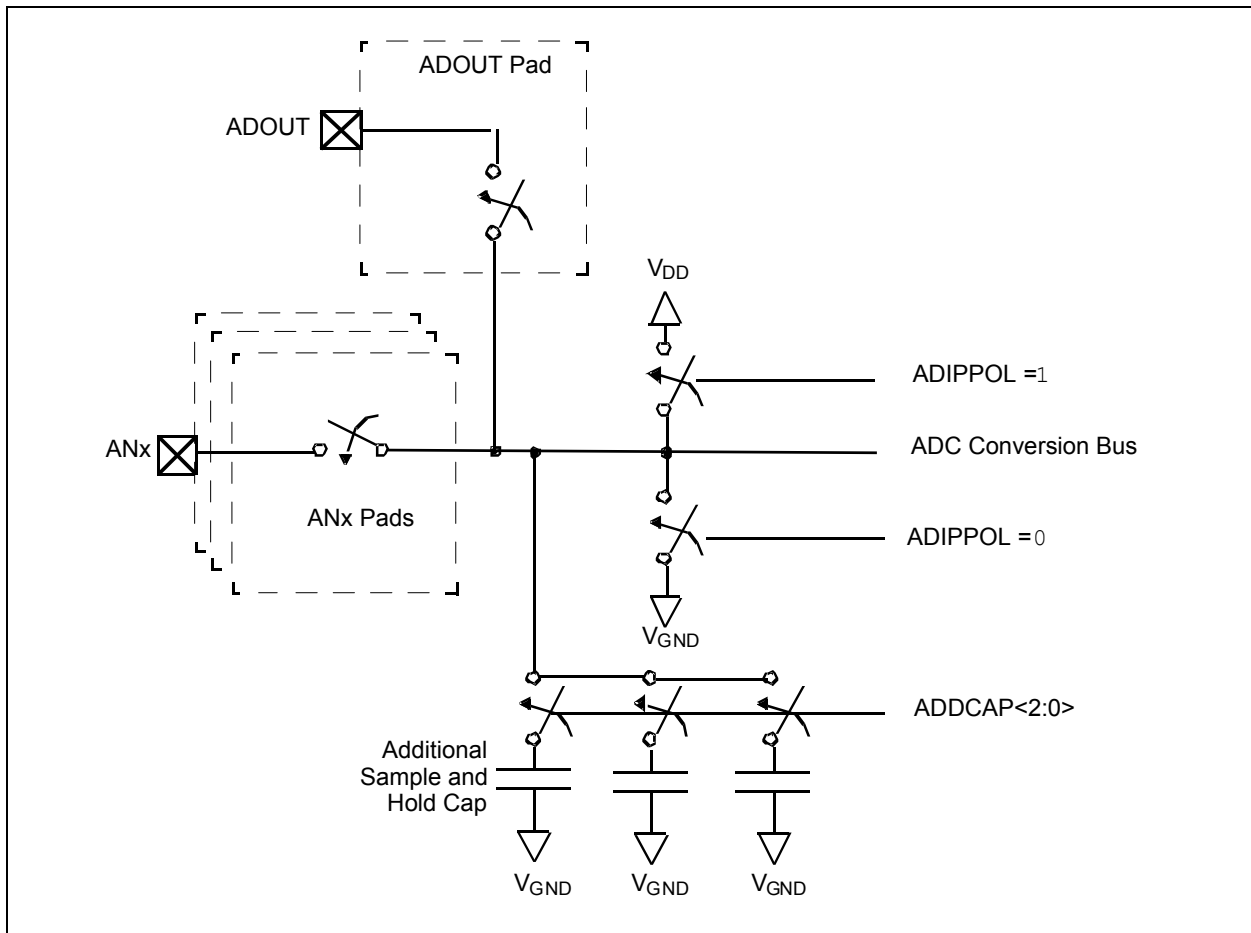 ADOUT Pad
ADOUT
VDD
ADIPPOL =1
ANx
ADC Conversion Bus
ANx Pads
ADIPPOL =0
VGND
ADDCAP<2:0>
Additional
Sample and
Hold Cap
VGND
VGND
VGND